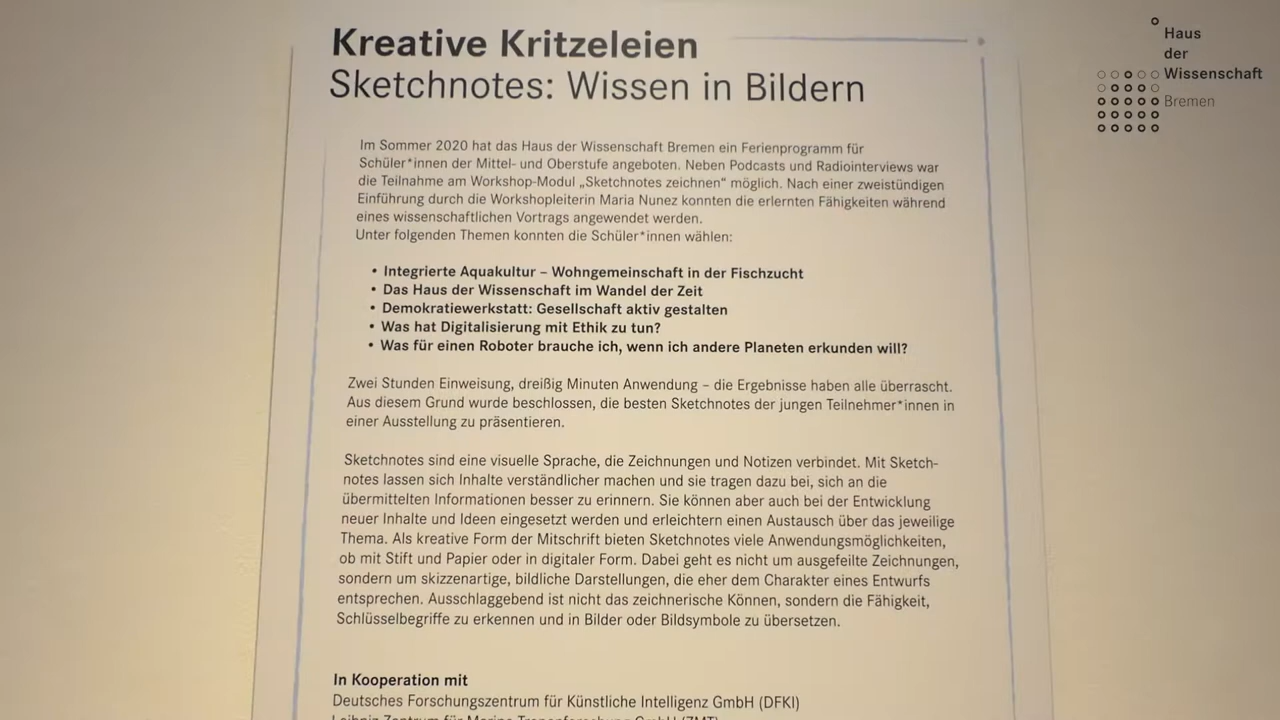 Kreative Kritzeleien
Sketchnotes: Wissen in Bildern
Haus
der
Wissenschaft
Bremen
Im Sommer 2020 hat das Haus der Wissenschaft Bremen ein Ferienprogramm für
Schüler*innen der Mittel- und Oberstufe angeboten. Neben Podcasts und Radiointerviews war
die Teilnahme am Workshop-Modul „Sketchnotes zeichnen“ möglich. Nach einer zweistündigen
Einführung durch die Workshopleiterin Maria Nunez konnten die erlernten Fähigkeiten während
eines wissenschaftlichen Vortrags angewendet werden.
Unter folgenden Themen konnten die Schüler*innen wählen:
• Integrierte Aquakultur – Wohngemeinschaft in der Fischzucht
• Das Haus der Wissenschaft im Wandel der Zeit
• Demokratiewerkstatt: Gesellschaft aktiv gestalten
• Was hat Digitalisierung mit Ethik zu tun?
• Was für einen Roboter brauche ich, wenn ich andere Planeten erkunden will?
Zwei Stunden Einweisung, dreißig Minuten Anwendung – die Ergebnisse haben alle überrascht.
Aus diesem Grund wurde beschlossen, die besten Sketchnotes der jungen Teilnehmer*innen in
einer Ausstellung zu präsentieren.
Sketchnotes sind eine visuelle Sprache, die Zeichnungen und Notizen verbindet. Mit Sketch-
notes lassen sich Inhalte verständlicher machen und sie tragen dazu bei, sich an die
übermittelten Informationen besser zu erinnern. Sie können aber auch bei der Entwicklung
neuer Inhalte und Ideen eingesetzt werden und erleichtern einen Austausch über das jeweilige
Thema. Als kreative Form der Mitschrift bieten Sketchnotes viele Anwendungsmöglichkeiten,
ob mit Stift und Papier oder in digitaler Form. Dabei geht es nicht um ausgefeilte Zeichnungen,
sondern um skizzenartige, bildliche Darstellungen, die eher dem Charakter eines Entwurfs
entsprechen. Ausschlaggebend ist nicht das zeichnerische Können, sondern die Fähigkeit,
Schlüsselbegriffe zu erkennen und in Bilder oder Bildsymbole zu übersetzen.
In Kooperation mit
Deutsches Forschungszentrum für Künstliche Intelligenz GmbH (DFKI)
Leibniz Zentrum für Marine Tropenforschung GmbH (ZMT)